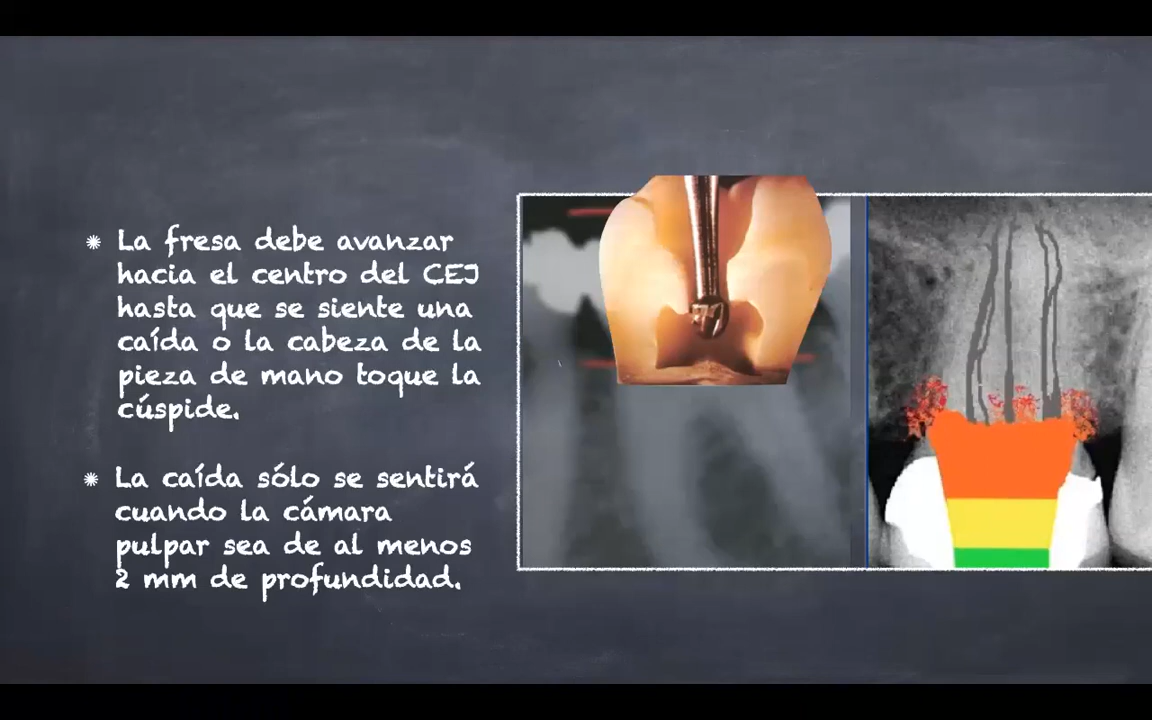 La fresa debe avanzar
hacia el centro del CEJ
hasta que se siente una
caída o la cabeza de la
pieza de mano toque la
cúspide.
La caída sólo se sentirá
cuando la cámara
pulpar sea de al menos
2 mm de profundidad.